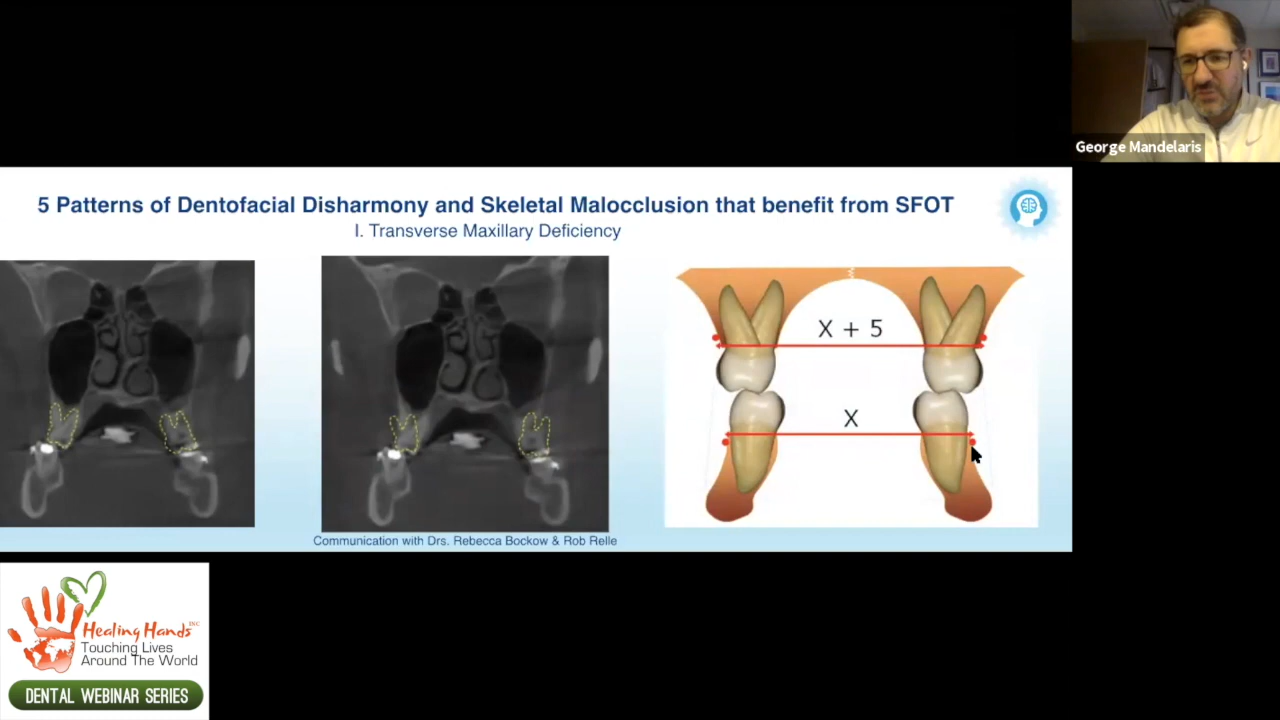 George Mandelaris
5 Patterns of Dentofacial Disharmony and Skeletal Malocclusion that benefit from SFOT
I. Transverse Maxillary Deficiency
X + 5
X
Communication with Drs. Rebecca Bockow & Rob Relle
Healing Hands INC
Touching Lives
Around The World
DENTAL WEBINAR SERIES